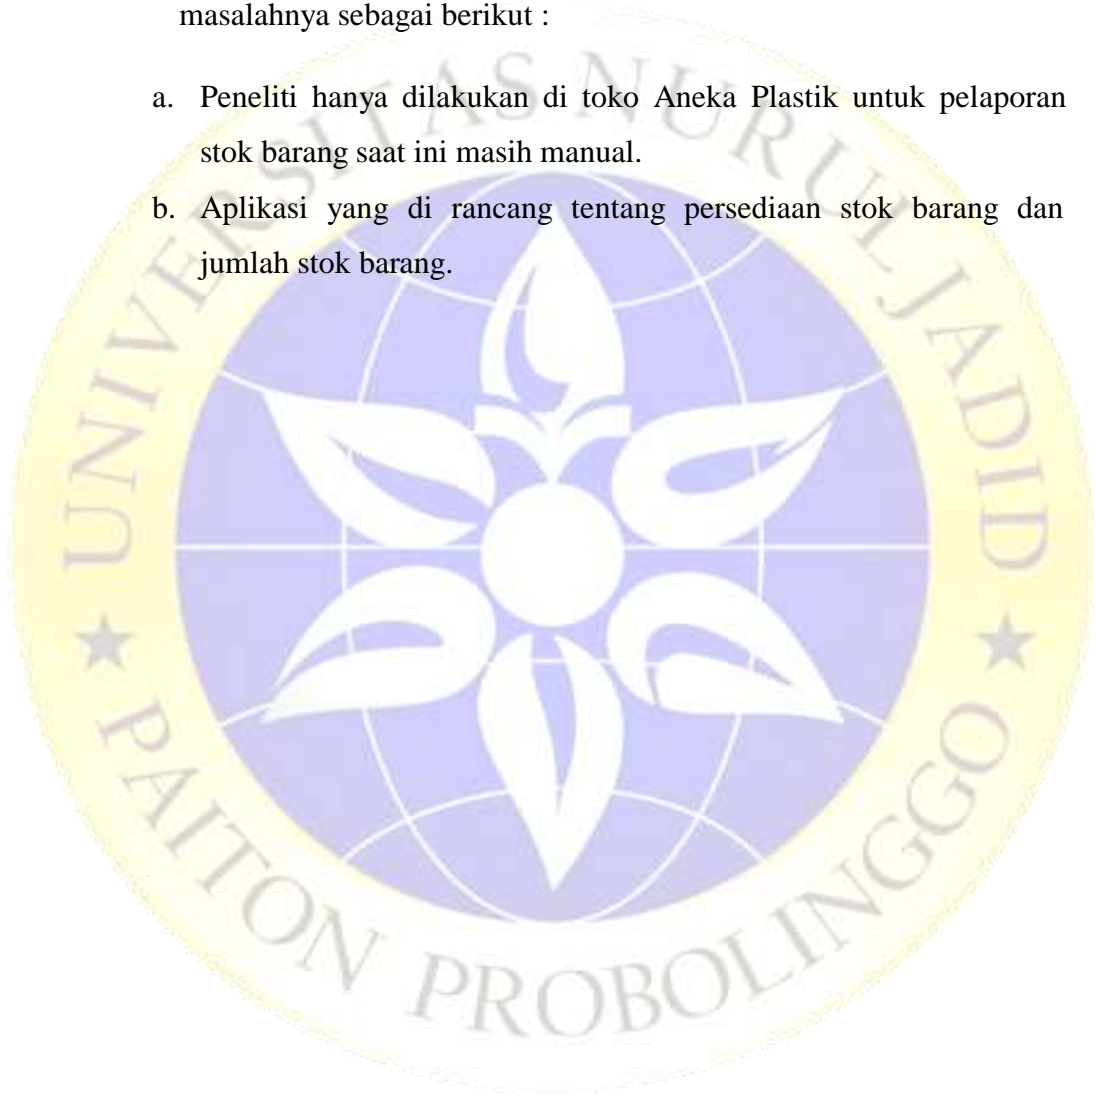 masalahnya sebagai berikut :
a. Peneliti hanya dilakukan di toko Aneka Plastik untuk pelaporan
stok barang saat ini masih manual.
b. Aplikasi yang di rancang tentang persediaan stok barang dan
jumlah stok barang.
UNIVERSITAS NURUL JADID
PAITON PROBOLINGGO